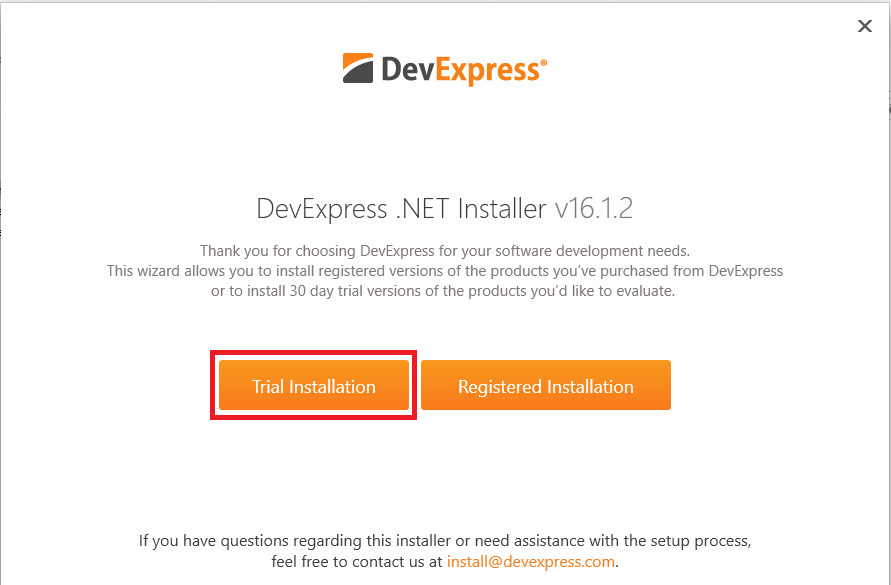 DevExpress®
DevExpress .NET Installer v16.1.2
Thank you for choosing DevExpress for your software development needs.
This wizard allows you to install registered versions of the products you've purchased from DevExpress
or to install 30 day trial versions of the products you'd like to evaluate.
Trial Installation
Registered Installation
If you have questions regarding this installer or need assistance with the setup process,
feel free to contact us at install@devexpress.com.